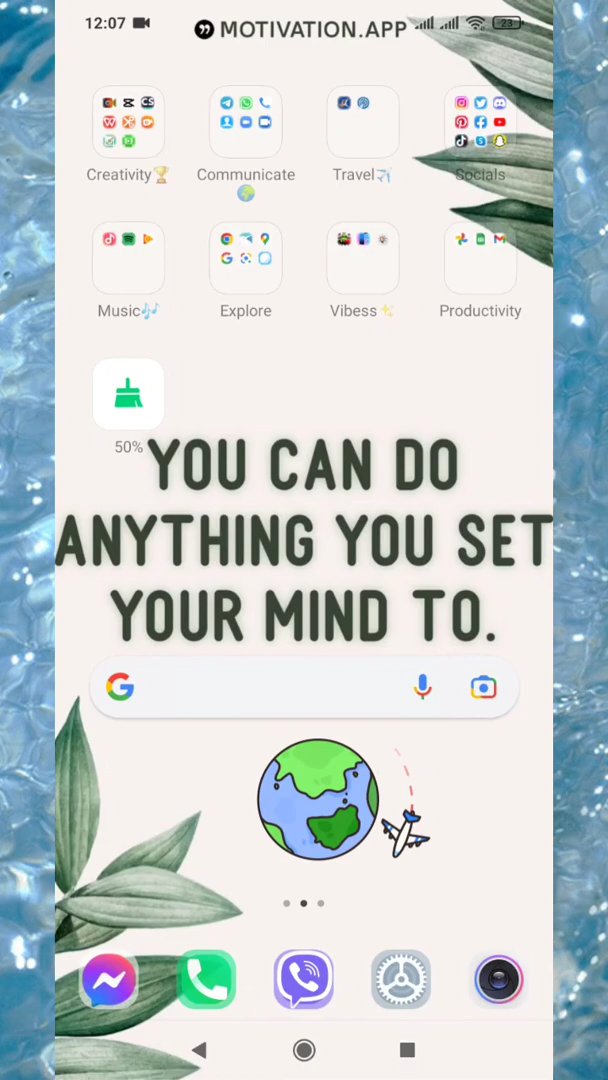 12:07
23
MOTIVATION.APP
Creativity🏆
Communicate🌍
Travel✈️
Socials
Music🎶
Explore
Vibess✨
Productivity
50%
YOU CAN DO
ANYTHING YOU SET
YOUR MIND TO.